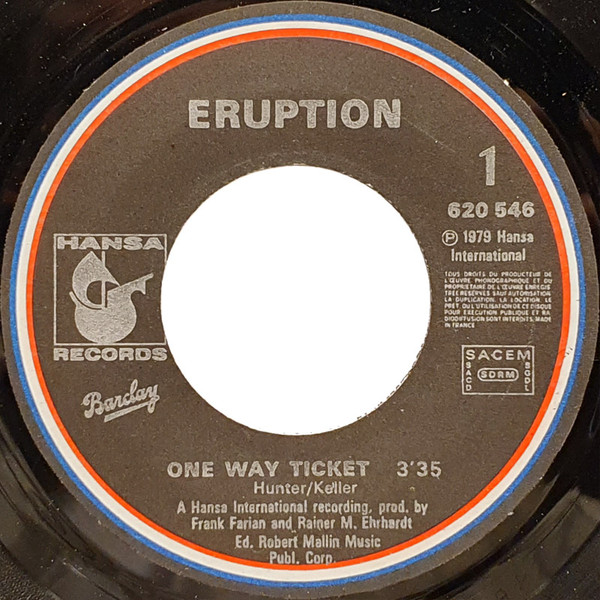 ERUPTION
1
620 546
℗ 1979 Hansa
International
TOUS DROITS DU PRODUCTEUR DE
L'ŒUVRE PHONOGRAPHIQUE ET DU
PROPRIETAIRE DE L'ŒUVRE ENREGIS
TREE RESERVES SAUF AUTORISATION
LA DUPLICATION, LA LOCATION, LE
PRET, OU L'UTILISATION DE CE DISQUE
POUR EXECUTION PUBLIQUE ET RA
DIODIFFUSION SONT INTERDITS. MADE
IN FRANCE
HANSA
RECORDS
SACEM
SACD
SDRM
SGDL
Barclay
ONE WAY TICKET 3'35
Hunter/Keller
A Hansa International recording, prod. by
Frank Farian and Rainer M. Ehrhardt
Ed. Robert Mallin Music
Publ. Corp.